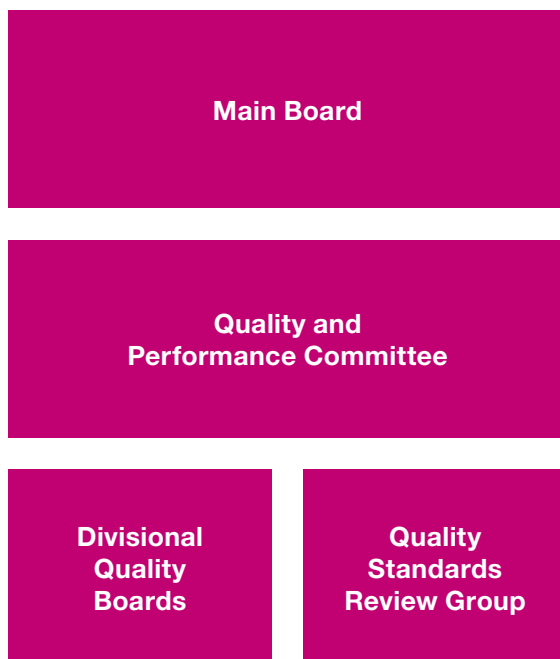 Main Board
Quality and
Performance Committee
Divisional
Quality
Boards
Quality
Standards
Review Group